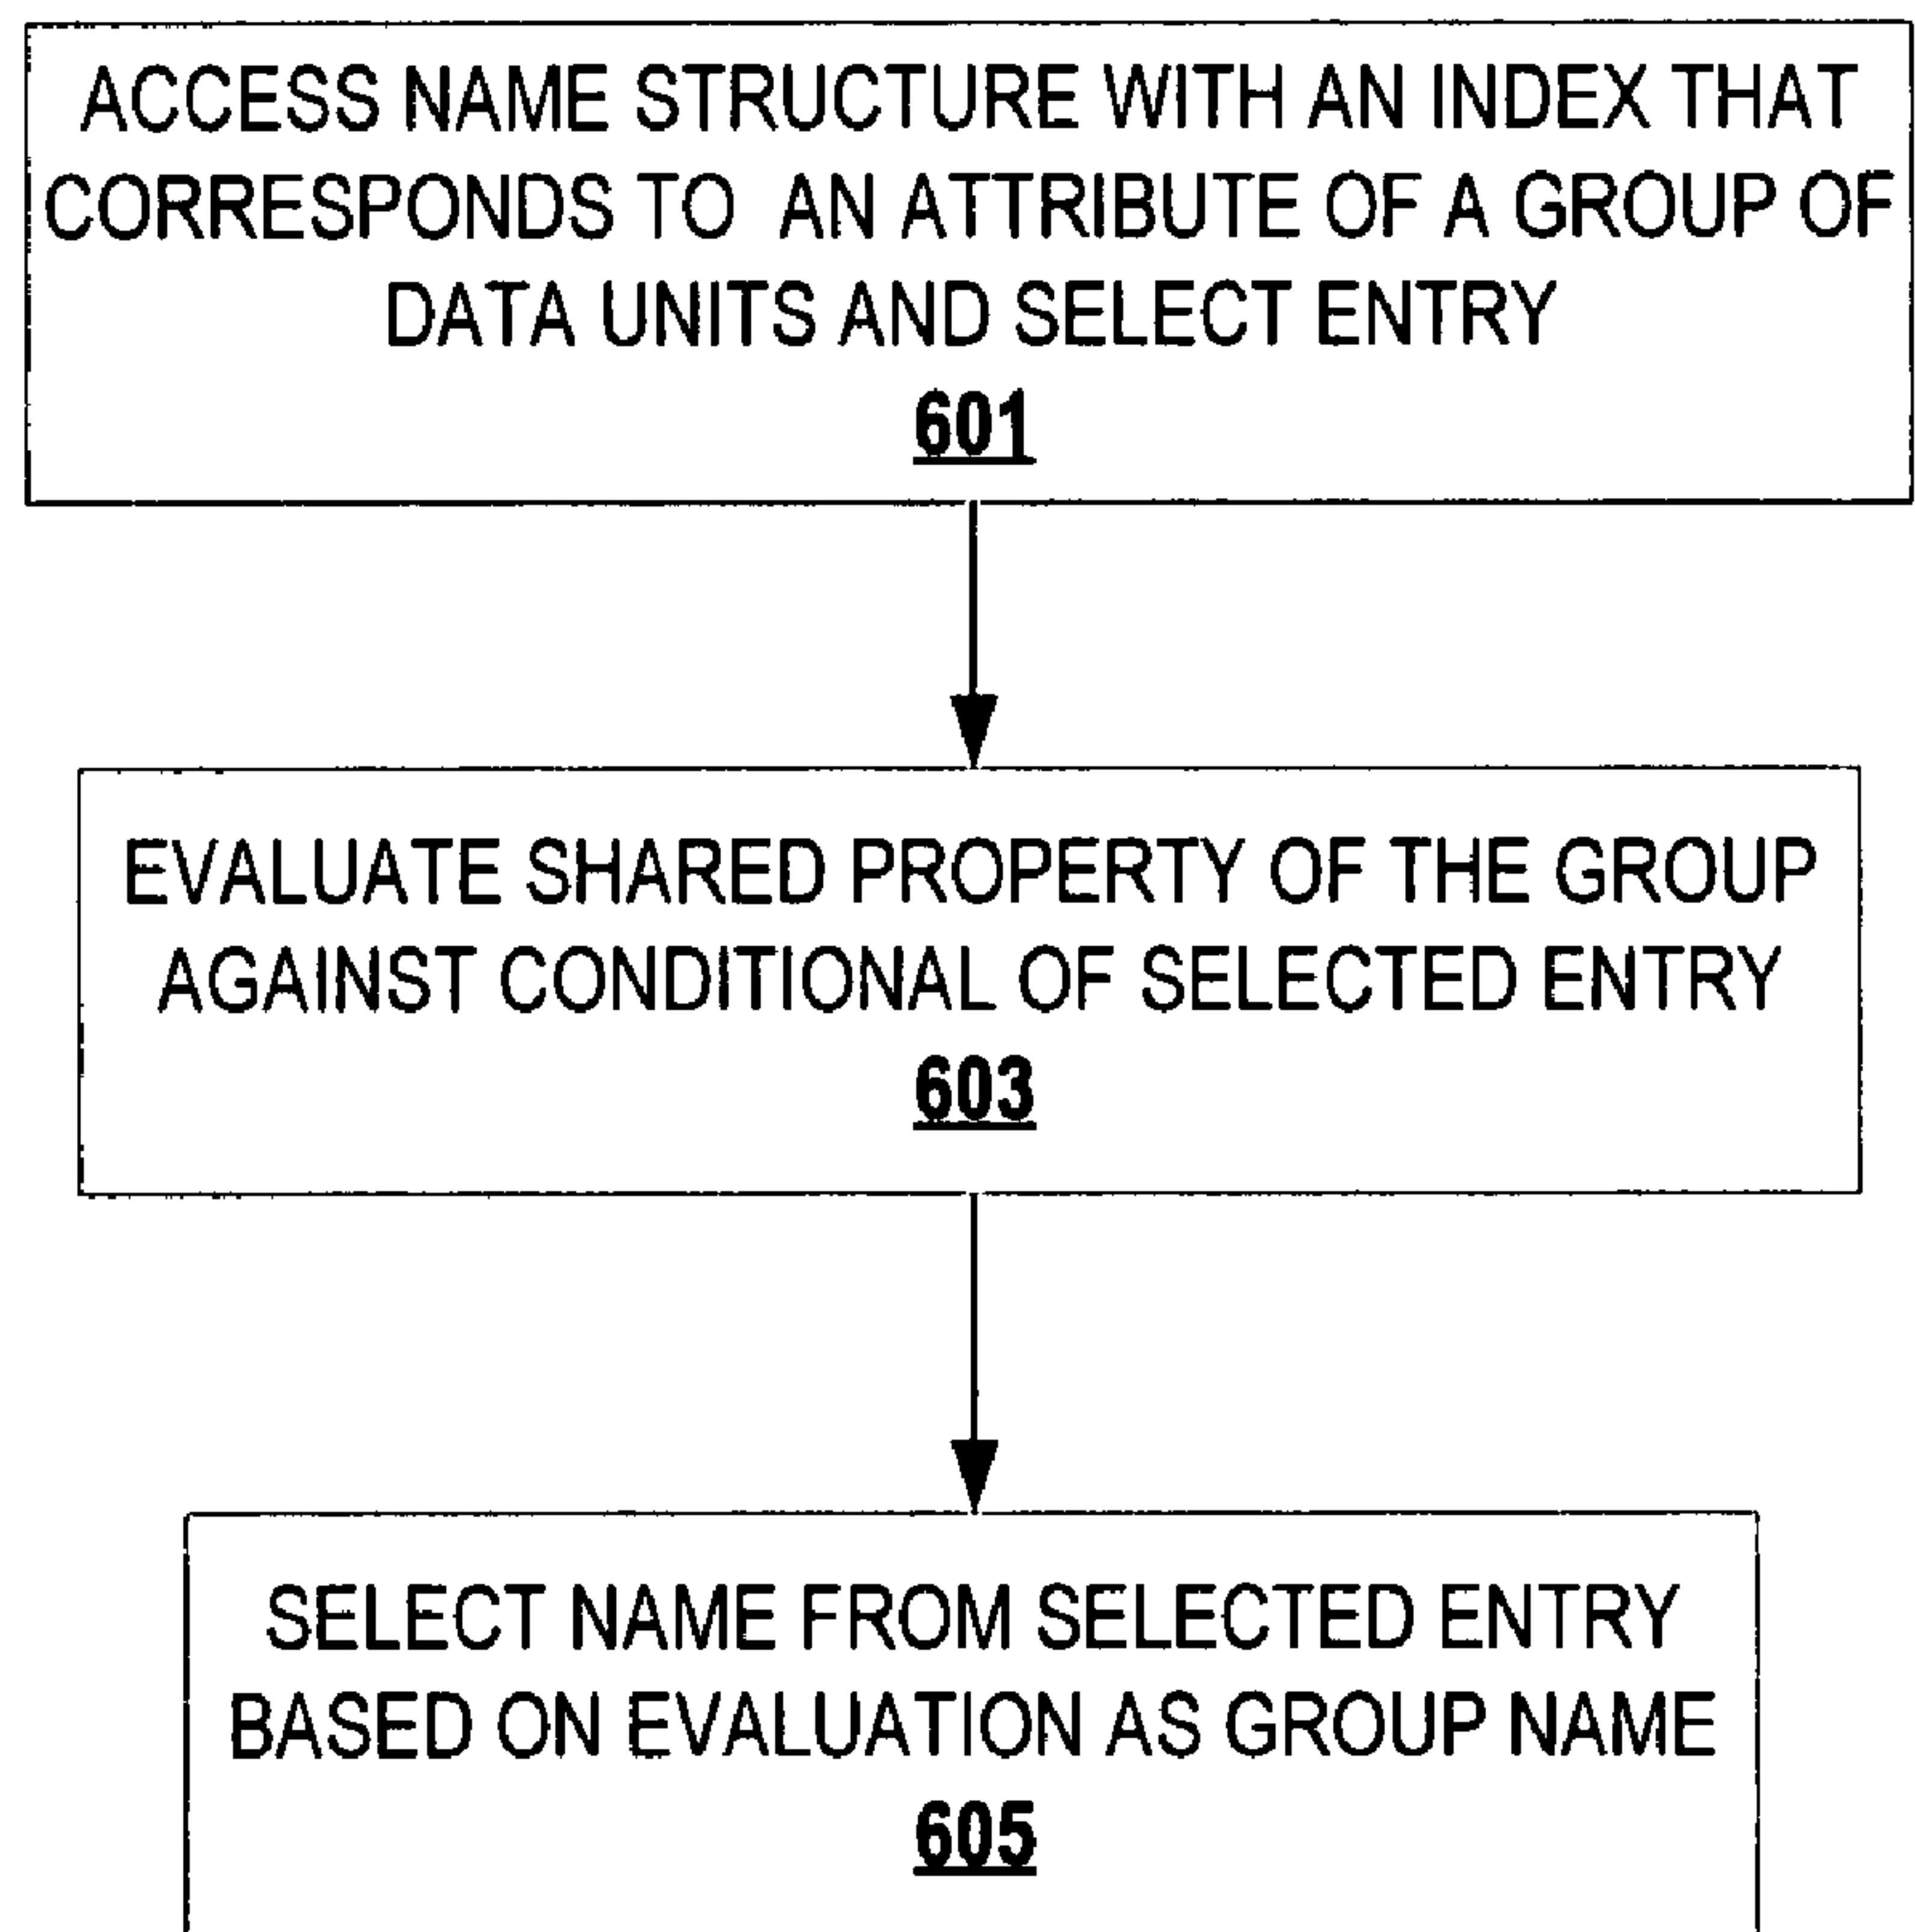 ACCESS NAME STRUCTURE WITH AN INDEX THAT
CORRESPONDS TO AN ATTRIBUTE OF A GROUP OF
DATA UNITS AND SELECT ENTRY
601
EVALUATE SHARED PROPERTY OF THE GROUP
AGAINST CONDITIONAL OF SELECTED ENTRY
603
SELECT NAME FROM SELECTED ENTRY
BASED ON EVALUATION AS GROUP NAME
605